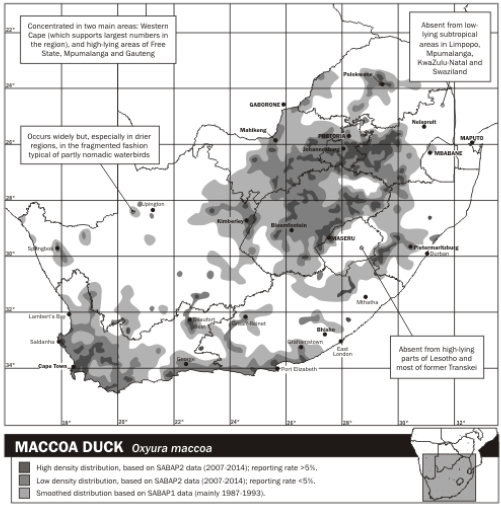 Concentrated in two main areas: Western
Cape (which supports largest numbers in
the region), and high-lying areas of Free
State, Mpumalanga and Gauteng
Absent from low-
lying subtropical
areas in Limpopo,
Mpumalanga,
KwaZulu-Natal and
Swaziland
22°
Polokwane
24°
GABORONE
Mahikeng
Nelspruit
Occurs widely but, especially in drier
regions, in the fragmented fashion
typical of partly nomadic waterbirds
PRETORIA
MAPUTO
26°
Johannesburg
MBABANE
28°
Upington
Kimberley
Bloemfontein
MASERU
Springbok
Pietermaritzburg
Durban
30°
Mthatha
32°
Lambert's Bay
Beaufort
West
Graaff-Reinet
Bhisho
Absent from high-lying
parts of Lesotho and
most of former Transkei
Saldanha
Grahamstown
East
London
34°
Cape Town
George
Port Elizabeth
18° 20° 22° 24° 26° 28° 30° 32°
MACCOA DUCK Oxyura maccoa
High density distribution, based on SABAP2 data (2007-2014); reporting rate >5%.
Low density distribution, based on SABAP2 data (2007-2014); reporting rate <5%.
Smoothed distribution based on SABAP1 data (mainly 1987-1993).